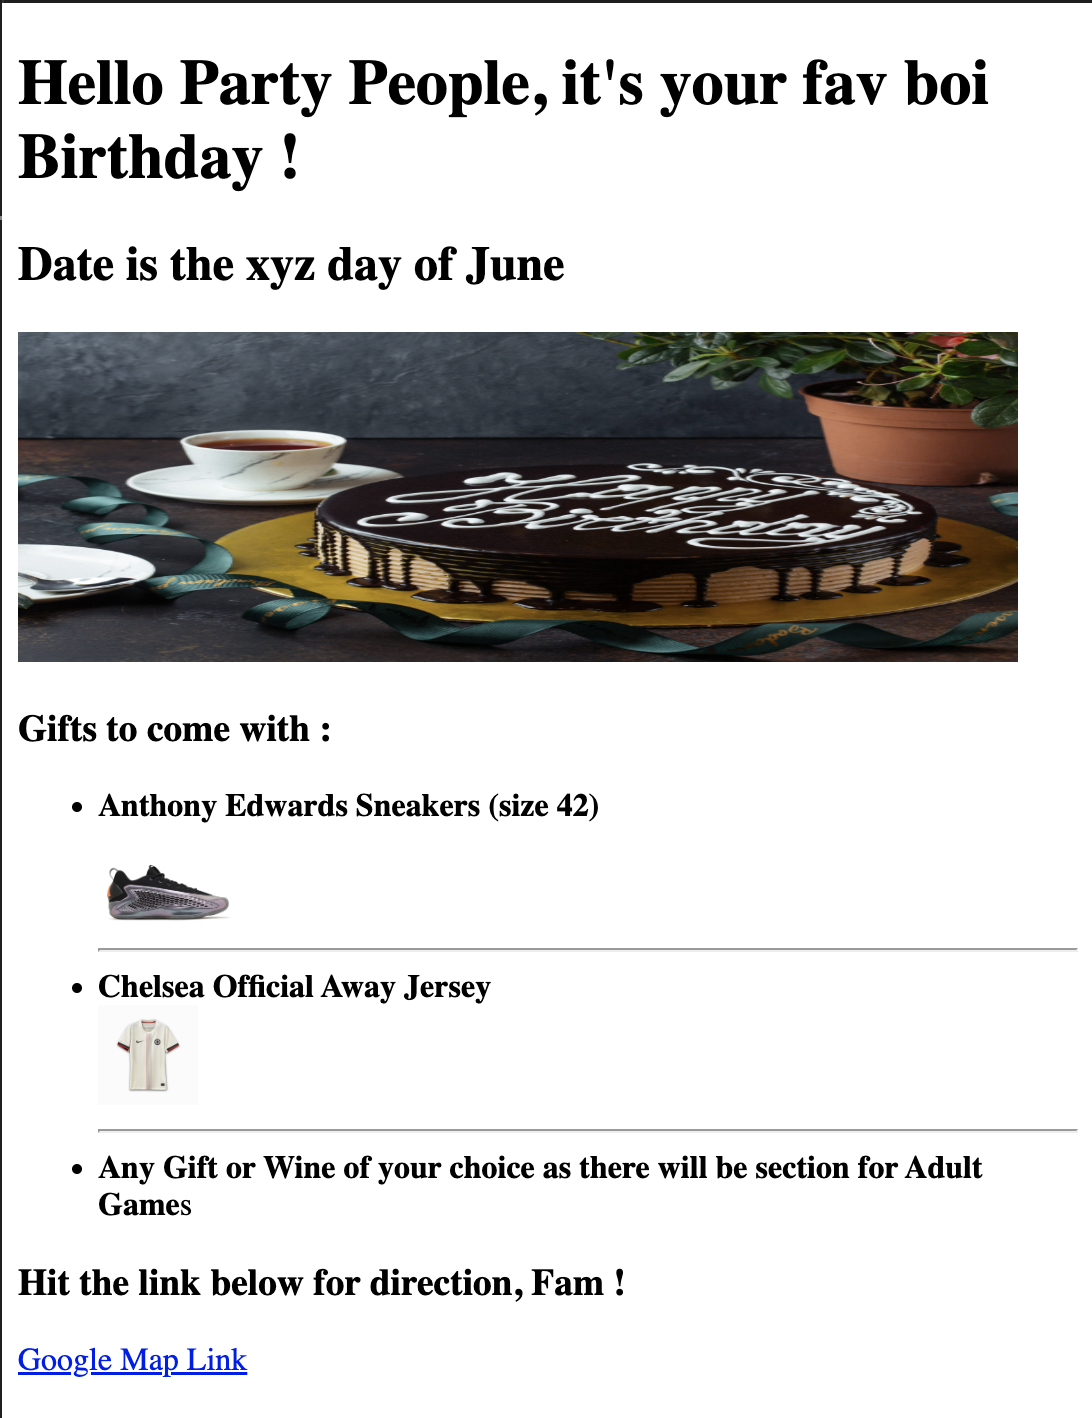 Hello Party People, it's your fav boi
Birthday !
Date is the xyz day of June
Happy
Birthday
Gifts to come with :
Anthony Edwards Sneakers (size 42)
Chelsea Official Away Jersey
Any Gift or Wine of your choice as there will be section for Adult
Games
Hit the link below for direction, Fam !
Google Map Link